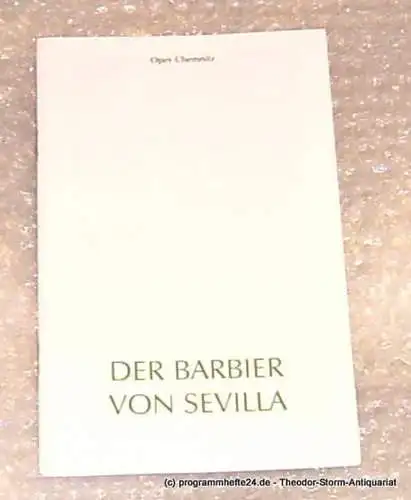 Oper Chemnitz
DER BARBIER
VON SEVILLA
(c) programmhefte24.de - Theodor-Storm-Antiquariat